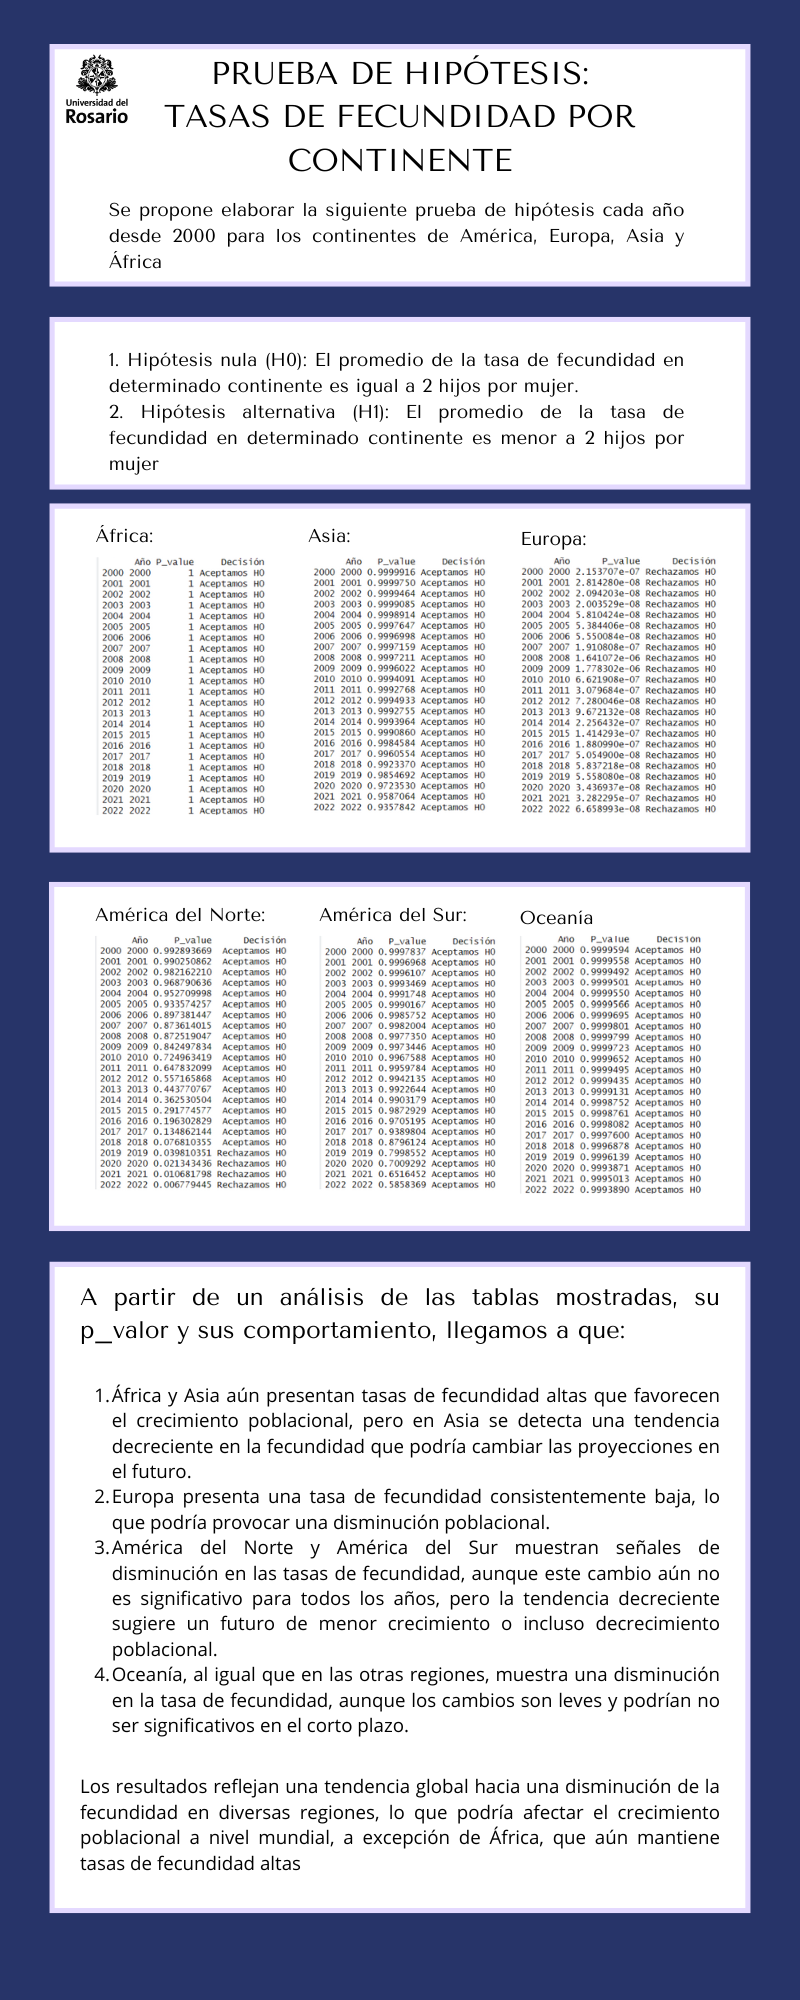 Universidad del
Rosario
PRUEBA DE HIPÓTESIS:
TASAS DE FECUNDIDAD POR
CONTINENTE
Se propone elaborar la siguiente prueba de hipótesis cada año
desde 2000 para los continentes de América, Europa, Asia y
África
1. Hipótesis nula (H0): El promedio de la tasa de fecundidad en
determinado continente es igual a 2 hijos por mujer.
2. Hipótesis alternativa (H1): El promedio de la tasa de
fecundidad en determinado continente es menor a 2 hijos por
mujer
África:
Año P_value Decisión
2000 2000 1 Aceptamos H0
2001 2001 1 Aceptamos H0
2002 2002 1 Aceptamos H0
2003 2003 1 Aceptamos H0
2004 2004 1 Aceptamos H0
2005 2005 1 Aceptamos H0
2006 2006 1 Aceptamos H0
2007 2007 1 Aceptamos H0
2008 2008 1 Aceptamos H0
2009 2009 1 Aceptamos H0
2010 2010 1 Aceptamos H0
2011 2011 1 Aceptamos H0
2012 2012 1 Aceptamos H0
2013 2013 1 Aceptamos H0
2014 2014 1 Aceptamos H0
2015 2015 1 Aceptamos H0
2016 2016 1 Aceptamos H0
2017 2017 1 Aceptamos H0
2018 2018 1 Aceptamos H0
2019 2019 1 Aceptamos H0
2020 2020 1 Aceptamos H0
2021 2021 1 Aceptamos H0
2022 2022 1 Aceptamos H0
Asia:
Año P_value Decisión
2000 2000 0.9999916 Aceptamos H0
2001 2001 0.9999750 Aceptamos H0
2002 2002 0.9999464 Aceptamos H0
2003 2003 0.9999085 Aceptamos H0
2004 2004 0.9998914 Aceptamos H0
2005 2005 0.9997647 Aceptamos H0
2006 2006 0.9996998 Aceptamos H0
2007 2007 0.9997159 Aceptamos H0
2008 2008 0.9997211 Aceptamos H0
2009 2009 0.9996022 Aceptamos H0
2010 2010 0.9994091 Aceptamos H0
2011 2011 0.9992768 Aceptamos H0
2012 2012 0.9994933 Aceptamos H0
2013 2013 0.9992755 Aceptamos H0
2014 2014 0.9993964 Aceptamos H0
2015 2015 0.9990860 Aceptamos H0
2016 2016 0.9984584 Aceptamos H0
2017 2017 0.9960554 Aceptamos H0
2018 2018 0.9923370 Aceptamos H0
2019 2019 0.9854692 Aceptamos H0
2020 2020 0.9723530 Aceptamos H0
2021 2021 0.9587064 Aceptamos H0
2022 2022 0.9357842 Aceptamos H0
Europa:
Año P_value Decisión
2000 2000 2.153707e-07 Rechazamos H0
2001 2001 2.814280e-08 Rechazamos H0
2002 2002 2.094203e-08 Rechazamos H0
2003 2003 2.003529e-08 Rechazamos H0
2004 2004 5.810424e-08 Rechazamos H0
2005 2005 5.384406e-08 Rechazamos H0
2006 2006 5.550084e-08 Rechazamos H0
2007 2007 1.910808e-07 Rechazamos H0
2008 2008 1.641072e-06 Rechazamos H0
2009 2009 1.778302e-06 Rechazamos H0
2010 2010 6.621908e-07 Rechazamos H0
2011 2011 3.079684e-07 Rechazamos H0
2012 2012 7.280046e-08 Rechazamos H0
2013 2013 9.672132e-08 Rechazamos H0
2014 2014 2.256432e-07 Rechazamos H0
2015 2015 1.414293e-07 Rechazamos H0
2016 2016 1.880990e-07 Rechazamos H0
2017 2017 5.054900e-08 Rechazamos H0
2018 2018 5.837218e-08 Rechazamos H0
2019 2019 5.558080e-08 Rechazamos H0
2020 2020 3.436937e-08 Rechazamos H0
2021 2021 3.282295e-07 Rechazamos H0
2022 2022 6.658993e-08 Rechazamos H0
América del Norte:
Año P_value Decisión
2000 2000 0.992893669 Aceptamos H0
2001 2001 0.990250862 Aceptamos H0
2002 2002 0.982162210 Aceptamos H0
2003 2003 0.968790636 Aceptamos H0
2004 2004 0.952709998 Aceptamos H0
2005 2005 0.933574257 Aceptamos H0
2006 2006 0.897381447 Aceptamos H0
2007 2007 0.873614015 Aceptamos H0
2008 2008 0.872519047 Aceptamos H0
2009 2009 0.842497834 Aceptamos H0
2010 2010 0.724963419 Aceptamos H0
2011 2011 0.647832099 Aceptamos H0
2012 2012 0.557165868 Aceptamos H0
2013 2013 0.443770767 Aceptamos H0
2014 2014 0.362530504 Aceptamos H0
2015 2015 0.291774577 Aceptamos H0
2016 2016 0.196302829 Aceptamos H0
2017 2017 0.134862144 Aceptamos H0
2018 2018 0.076810355 Aceptamos H0
2019 2019 0.039810351 Rechazamos H0
2020 2020 0.021343436 Rechazamos H0
2021 2021 0.010681798 Rechazamos H0
2022 2022 0.006779445 Rechazamos H0
América del Sur:
Año P_value Decisión
2000 2000 0.9997837 Aceptamos H0
2001 2001 0.9996968 Aceptamos H0
2002 2002 0.9996107 Aceptamos H0
2003 2003 0.9993469 Aceptamos H0
2004 2004 0.9991748 Aceptamos H0
2005 2005 0.9990167 Aceptamos H0
2006 2006 0.9985752 Aceptamos H0
2007 2007 0.9982004 Aceptamos H0
2008 2008 0.9977350 Aceptamos H0
2009 2009 0.9973446 Aceptamos H0
2010 2010 0.9967588 Aceptamos H0
2011 2011 0.9959784 Aceptamos H0
2012 2012 0.9942135 Aceptamos H0
2013 2013 0.9922644 Aceptamos H0
2014 2014 0.9903179 Aceptamos H0
2015 2015 0.9872929 Aceptamos H0
2016 2016 0.9705195 Aceptamos H0
2017 2017 0.9389804 Aceptamos H0
2018 2018 0.8796124 Aceptamos H0
2019 2019 0.7998552 Aceptamos H0
2020 2020 0.7009292 Aceptamos H0
2021 2021 0.6516452 Aceptamos H0
2022 2022 0.5858369 Aceptamos H0
Oceanía
Año P_value Decisión
2000 2000 0.9999594 Aceptamos H0
2001 2001 0.9999558 Aceptamos H0
2002 2002 0.9999492 Aceptamos H0
2003 2003 0.9999501 Aceptamos H0
2004 2004 0.9999550 Aceptamos H0
2005 2005 0.9999566 Aceptamos H0
2006 2006 0.9999695 Aceptamos H0
2007 2007 0.9999801 Aceptamos H0
2008 2008 0.9999799 Aceptamos H0
2009 2009 0.9999723 Aceptamos H0
2010 2010 0.9999652 Aceptamos H0
2011 2011 0.9999495 Aceptamos H0
2012 2012 0.9999435 Aceptamos H0
2013 2013 0.9999131 Aceptamos H0
2014 2014 0.9998752 Aceptamos H0
2015 2015 0.9998761 Aceptamos H0
2016 2016 0.9998082 Aceptamos H0
2017 2017 0.9997600 Aceptamos H0
2018 2018 0.9996878 Aceptamos H0
2019 2019 0.9996139 Aceptamos H0
2020 2020 0.9993871 Aceptamos H0
2021 2021 0.9995013 Aceptamos H0
2022 2022 0.9993890 Aceptamos H0
A partir de un análisis de las tablas mostradas, su
p_valor y sus comportamiento, llegamos a que:
1. África y Asia aún presentan tasas de fecundidad altas que favorecen
el crecimiento poblacional, pero en Asia se detecta una tendencia
decreciente en la fecundidad que podría cambiar las proyecciones en
el futuro.
2. Europa presenta una tasa de fecundidad consistentemente baja, lo
que podría provocar una disminución poblacional.
3. América del Norte y América del Sur muestran señales de
disminución en las tasas de fecundidad, aunque este cambio aún no
es significativo para todos los años, pero la tendencia decreciente
sugiere un futuro de menor crecimiento o incluso decrecimiento
poblacional.
4. Oceanía, al igual que en las otras regiones, muestra una disminución
en la tasa de fecundidad, aunque los cambios son leves y podrían no
ser significativos en el corto plazo.
Los resultados reflejan una tendencia global hacia una disminución de la
fecundidad en diversas regiones, lo que podría afectar el crecimiento
poblacional a nivel mundial, a excepción de África, que aún mantiene
tasas de fecundidad altas